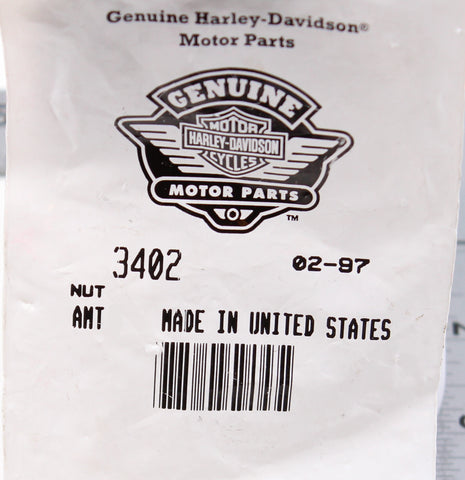 Genuine Harley-Davidson®
Motor Parts
GENUINE
MOTOR
HARLEY-DAVIDSON
CYCLES
MOTOR PARTS
TM
3402 02-97
NUT
AMT MADE IN UNITED STATES
7